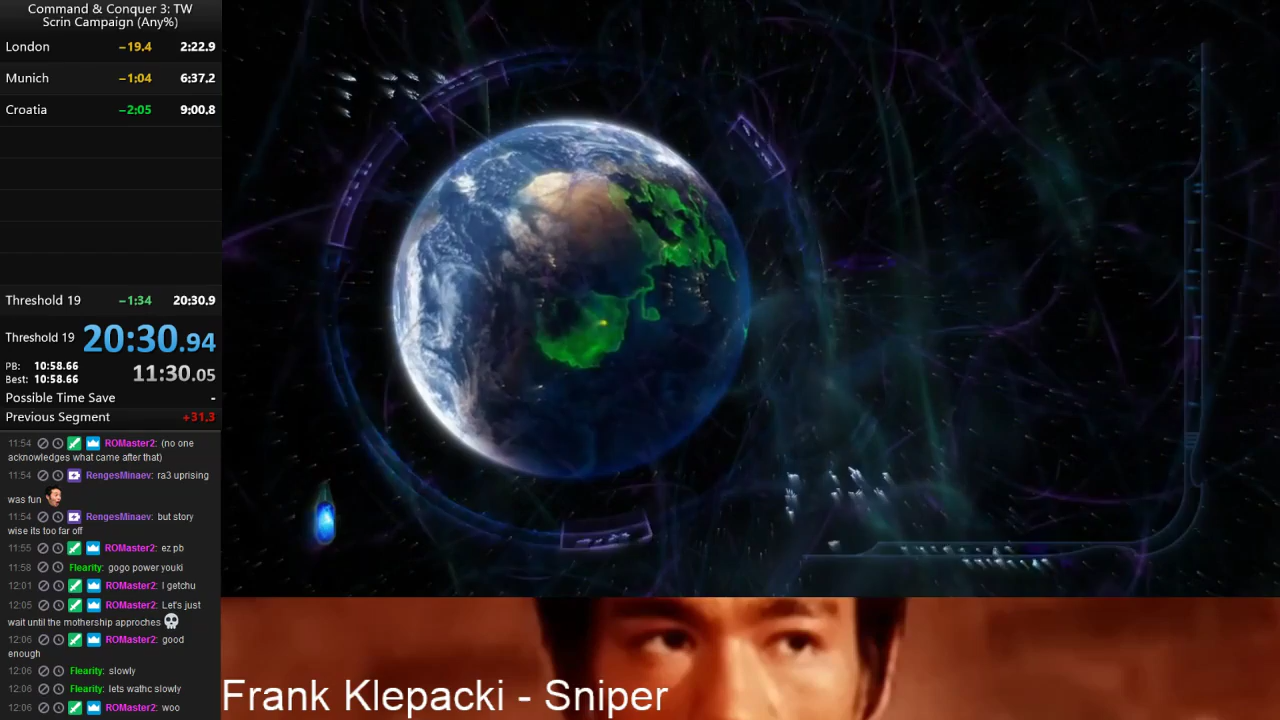 Command & Conquer 3: TW
Scrin Campaign (Any%)
London −19.4 2:22.9
Munich −1:04 6:37.2
Croatia −2:05 9:00.8
Threshold 19 −1:34 20:30.9
Threshold 19 20:30.94
PB: 10:58.66
Best: 10:58.66
11:30.05
Possible Time Save -
Previous Segment +31.3
11:54 ROMaster2: (no one
acknowledges what came after that)
11:54 RengesMinaev: ra3 uprising
was fun
11:54 RengesMinaev: but story
wise its too far off
11:55 ROMaster2: ez pb
11:58 Flearity: gogo power youki
12:01 ROMaster2: I getchu
12:05 ROMaster2: Let's just
wait until the mothership approches
12:06 ROMaster2: good
enough
12:06 Flearity: slowly
12:06 Flearity: lets wathc slowly
12:06 ROMaster2: woo
Frank Klepacki - Sniper